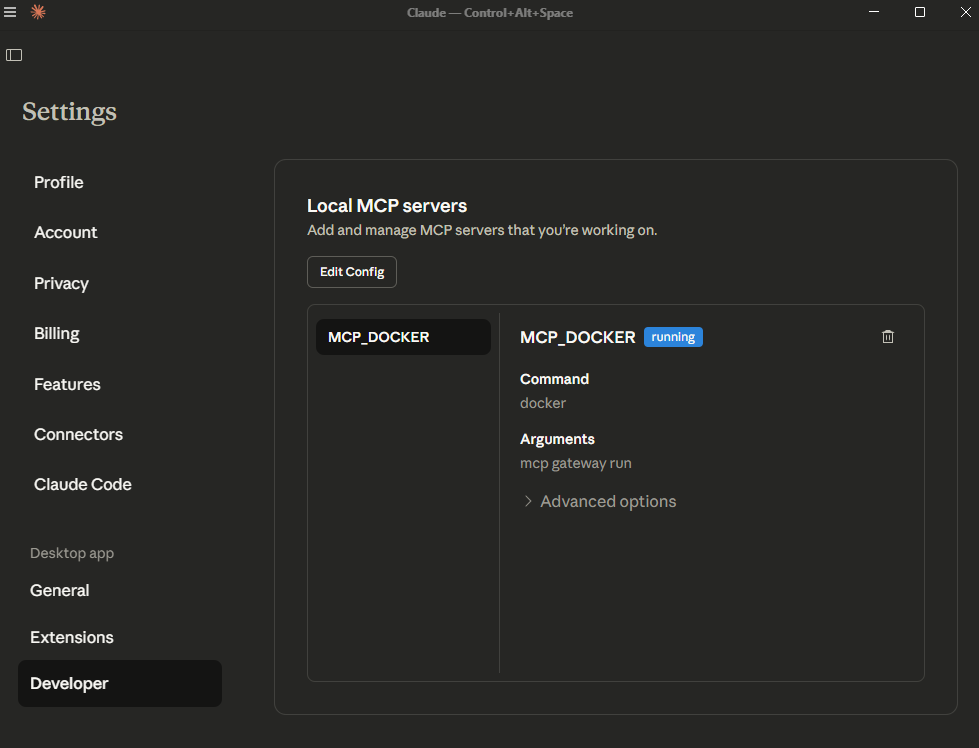 Claude — Control+Alt+Space
Settings
Profile
Account
Privacy
Billing
Features
Connectors
Claude Code
Desktop app
General
Extensions
Developer
Local MCP servers
Add and manage MCP servers that you're working on.
Edit Config
MCP_DOCKER
MCP_DOCKER running
Command
docker
Arguments
mcp gateway run
Advanced options